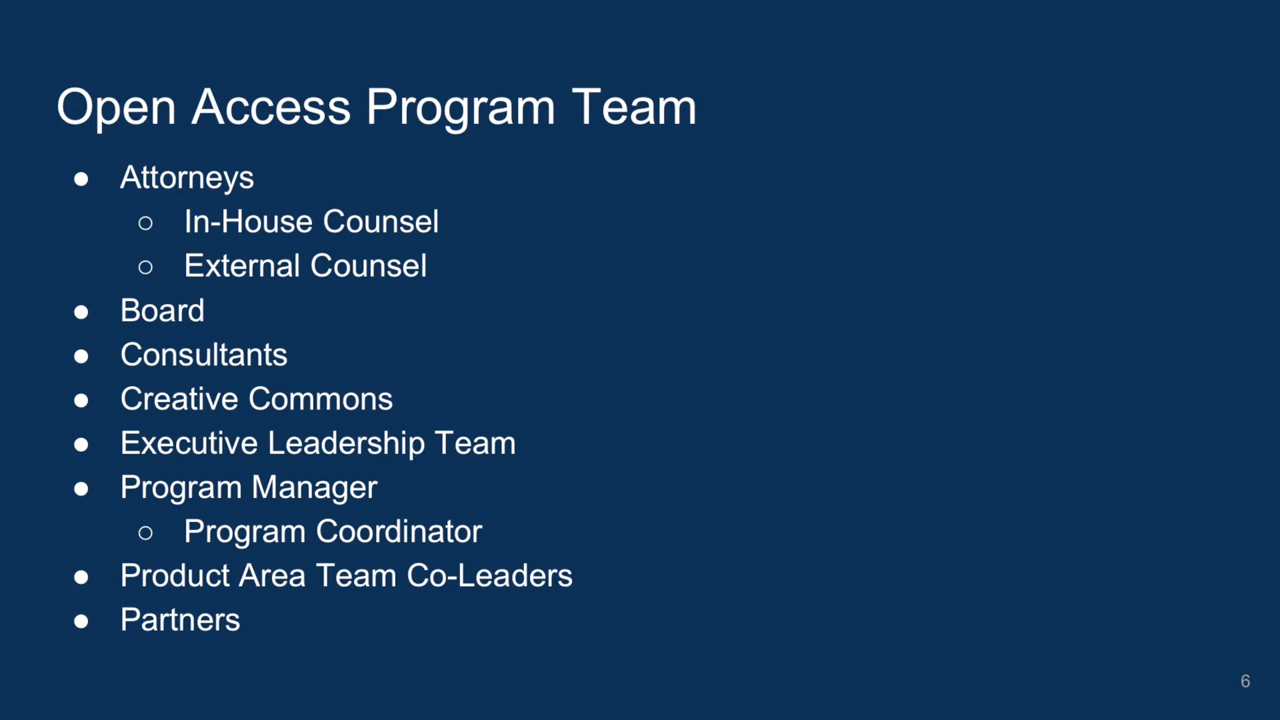 Open Access Program Team
● Attorneys
○ In-House Counsel
○ External Counsel
● Board
● Consultants
● Creative Commons
● Executive Leadership Team
● Program Manager
○ Program Coordinator
● Product Area Team Co-Leaders
● Partners
6